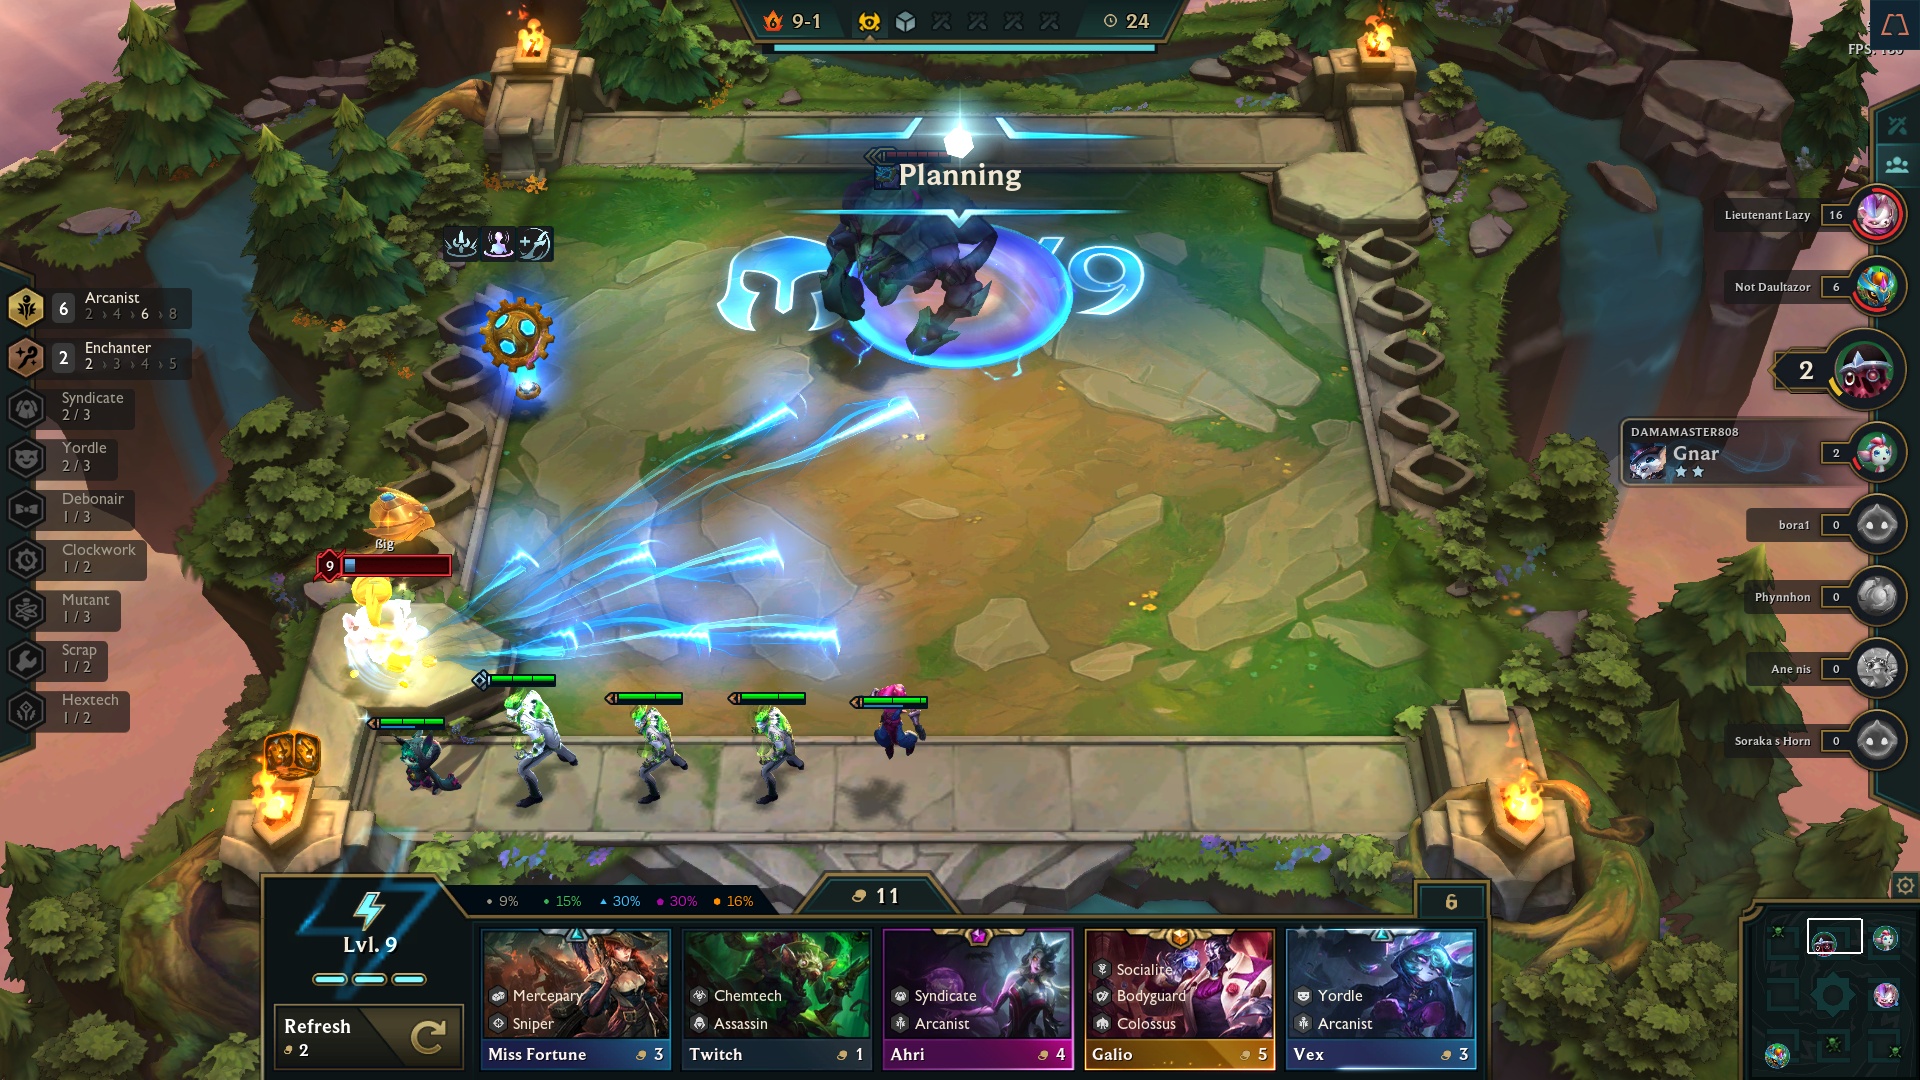 9-1
24
FPS:
Planning
9
Lieutenant Lazy
16
Not Daultazor
6
2
DAMAMASTER808
Gnar
2
bora1
0
Phynnhon
0
Ane nis
0
Soraka s Horn
0
6
Arcanist
2 › 4 › 6 › 8
2
Enchanter
2 › 3 › 4 › 5
Syndicate
2 / 3
Yordle
2 / 3
Debonair
1 / 3
Clockwork
1 / 2
Mutant
1 / 3
Scrap
1 / 2
Hextech
1 / 2
ßig
9
9%
15%
30%
30%
16%
11
6
Lvl. 9
Refresh
2
Mercenary
Sniper
Miss Fortune
3
Chemtech
Assassin
Twitch
1
Syndicate
Arcanist
Ahri
4
Socialite
Bodyguard
Colossus
Galio
5
Yordle
Arcanist
Vex
3